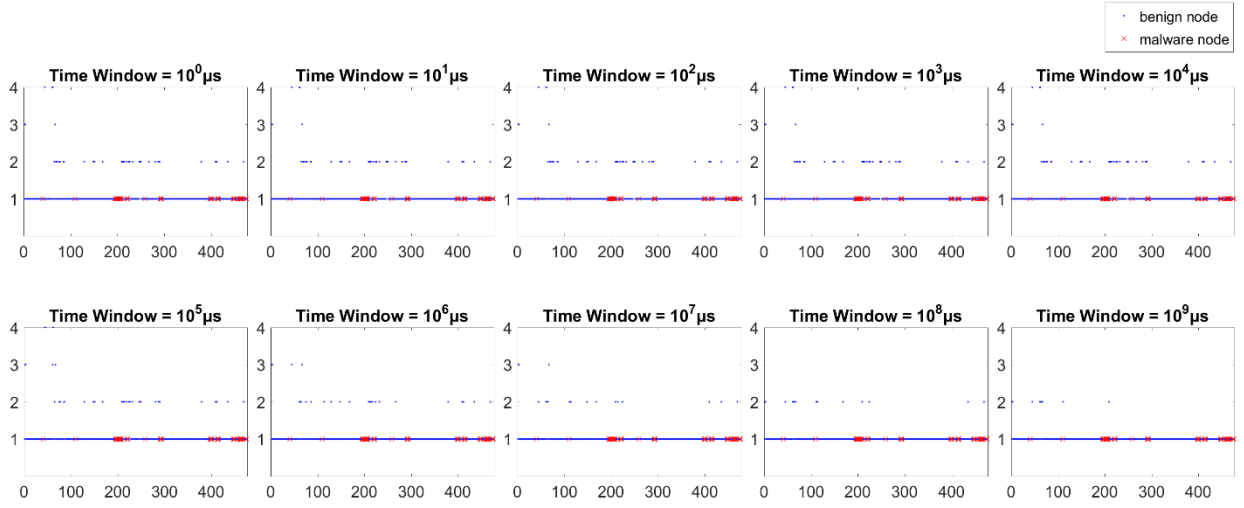 benign node
malware node
Time Window = 10⁰μs
Time Window = 10¹μs
Time Window = 10²μs
Time Window = 10³μs
Time Window = 10⁴μs
4
3
2
1
0 100 200 300 400
4
3
2
1
0 100 200 300 400
4
3
2
1
0 100 200 300 400
4
3
2
1
0 100 200 300 400
4
3
2
1
0 100 200 300 400
Time Window = 10⁵μs
Time Window = 10⁶μs
Time Window = 10⁷μs
Time Window = 10⁸μs
Time Window = 10⁹μs
4
3
2
1
0 100 200 300 400
4
3
2
1
0 100 200 300 400
4
3
2
1
0 100 200 300 400
4
3
2
1
0 100 200 300 400
4
3
2
1
0 100 200 300 400